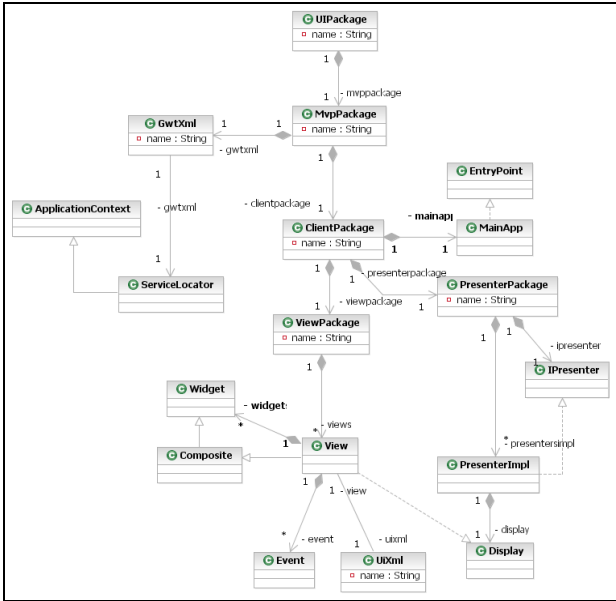 C UIPackage
name : String
1
- mvppackage
1
C GwtXml
name : String
1
1
C MvpPackage
name : String
- gwtxml
1
1
- gwtxml
- clientpackage
1
C EntryPoint
C ApplicationContext
- mainapp
C ClientPackage
name : String
1
1
C MainApp
1
C ServiceLocator
1
1
- presenterpackage
- viewpackage
1
1
C PresenterPackage
name : String
C ViewPackage
name : String
1
1
1
- ipresenter
1
C IPresenter
C Widget
- widgets
*
* - views
1
C View
C Composite
*
- presentersimpl
C PresenterImpl
1
1
- view
1
* - event
- uixml
1
- display
1
C Event
C UiXml
name : String
C Display